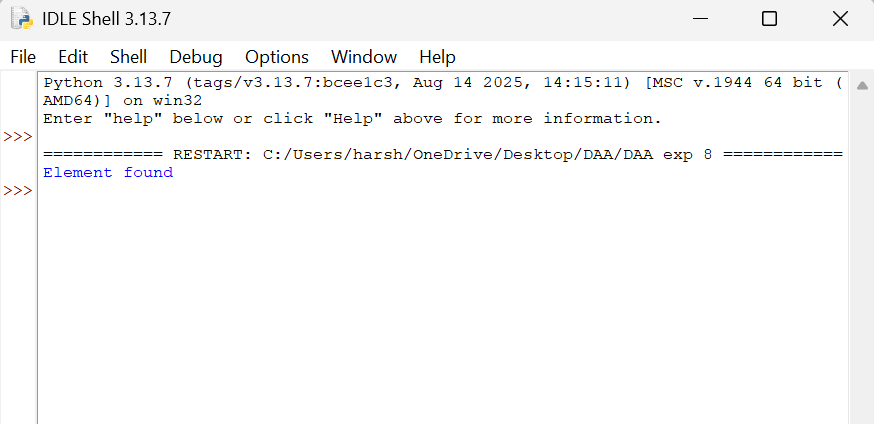 IDLE Shell 3.13.7
File Edit Shell Debug Options Window Help
Python 3.13.7 (tags/v3.13.7:bcee1c3, Aug 14 2025, 14:15:11) [MSC v.1944 64 bit (
AMD64)] on win32
Enter "help" below or click "Help" above for more information.
>>>
============ RESTART: C:/Users/harsh/OneDrive/Desktop/DAA/DAA exp 8 ============
Element found
>>>